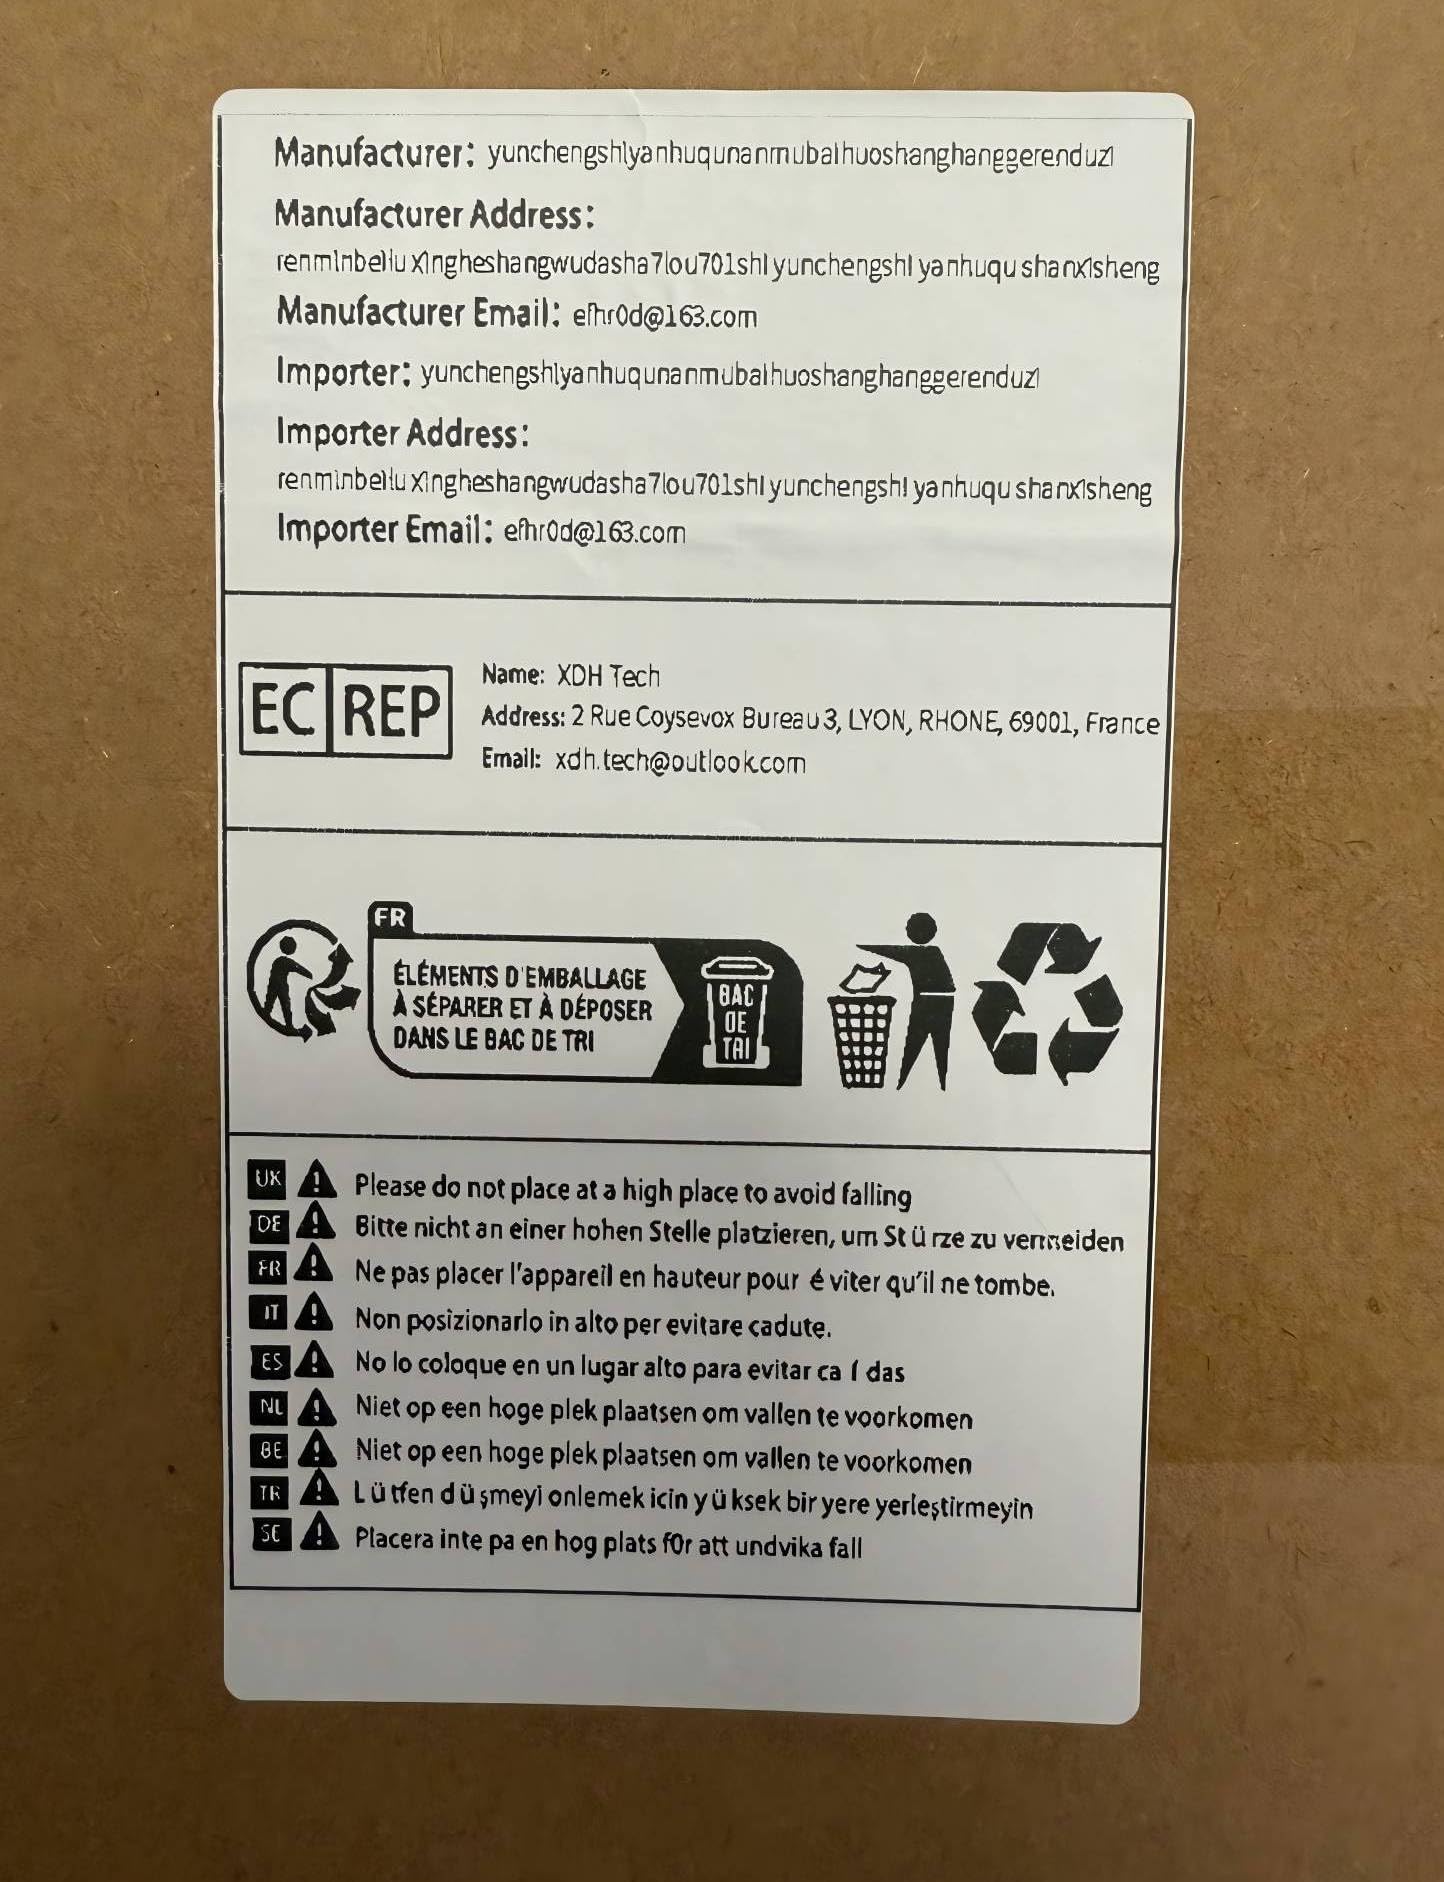 Manufacturer: yunchengshiyanhuqunanmubaihuoshanghanggerenduzi
Manufacturer Address:
renminbeilu xingheshangwudasha7lou701shi yunchengshi yanhuqu shanxisheng
Manufacturer Email: efhr0d@163.com
Importer: yunchengshiyanhuqunanmubaihuoshanghanggerenduzi
Importer Address:
renminbeilu xingheshangwudasha7lou701shi yunchengshi yanhuqu shanxisheng
Importer Email: efhr0d@163.com
EC REP
Name: XDH Tech
Address: 2 Rue Coysevox Bureau 3, LYON, RHONE, 69001, France
Email: xdh.tech@outlook.com
FR
ÉLÉMENTS D'EMBALLAGE
À SÉPARER ET À DÉPOSER
DANS LE BAC DE TRI
BAC
DE
TRI
UK Please do not place at a high place to avoid falling
DE Bitte nicht an einer hohen Stelle platzieren, um St ü rze zu vermeiden
FR Ne pas placer l'appareil en hauteur pour é viter qu'il ne tombe.
IT Non posizionarlo in alto per evitare cadute.
ES No lo coloque en un lugar alto para evitar ca í das
NL Niet op een hoge plek plaatsen om vallen te voorkomen
BE Niet op een hoge plek plaatsen om vallen te voorkomen
TR L ü tfen d ü şmeyi onlemek icin y ü ksek bir yere yerleştirmeyin
SE Placera inte pa en hog plats f0r att undvika fall